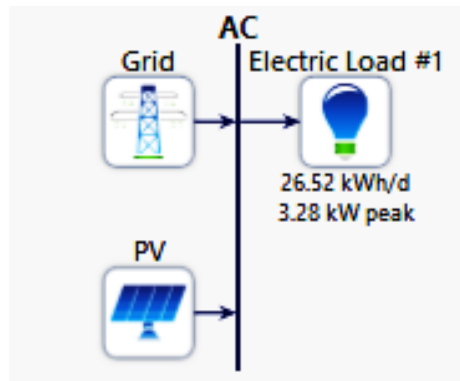 AC
Grid
Electric Load #1
26.52 kWh/d
3.28 kW peak
PV